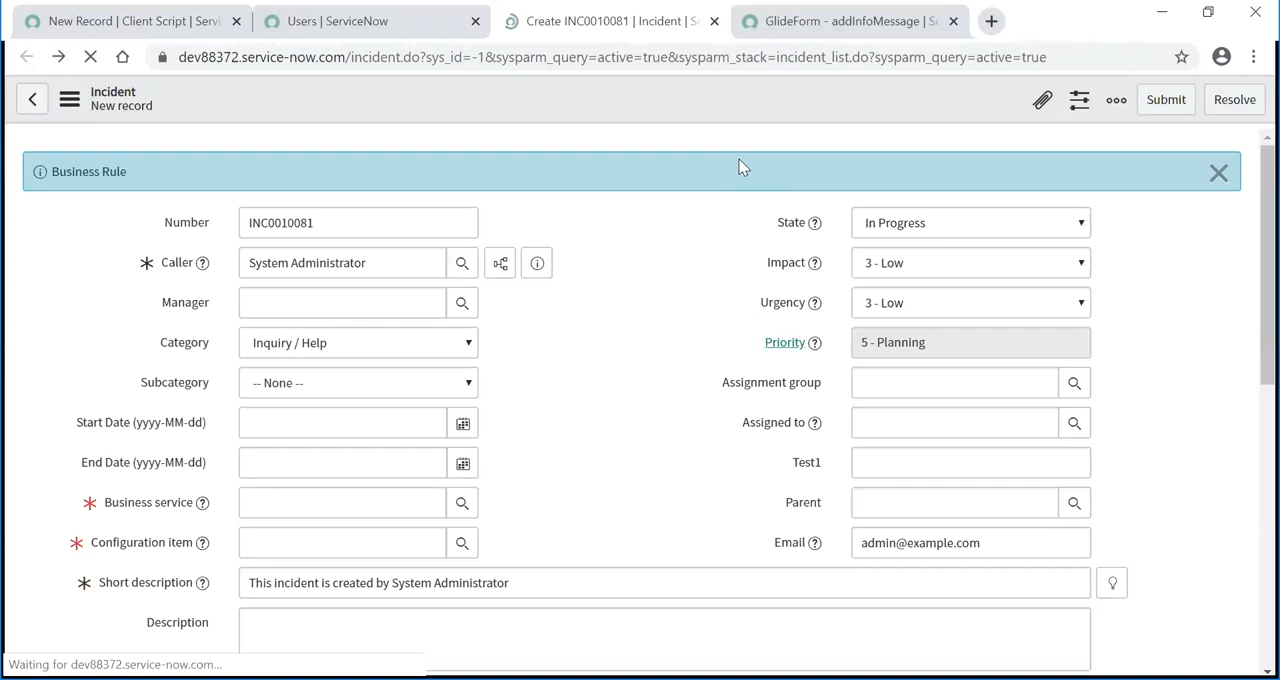 New Record | Client Script | Servi
Users | ServiceNow
Create INC0010081 | Incident | S
GlideForm - addInfoMessage | S
dev88372.service-now.com/incident.do?sys_id=-1&sysparm_query=active=true&sysparm_stack=incident_list.do?sysparm_query=active=true
Incident
New record
Submit
Resolve
Business Rule
Number
INC0010081
State
In Progress
Caller
System Administrator
Impact
3 - Low
Manager
Urgency
3 - Low
Category
Inquiry / Help
Priority
5 - Planning
Subcategory
-- None --
Assignment group
Start Date (yyyy-MM-dd)
Assigned to
End Date (yyyy-MM-dd)
Test1
Business service
Parent
Configuration item
Email
admin@example.com
Short description
This incident is created by System Administrator
Description
Waiting for dev88372.service-now.com...